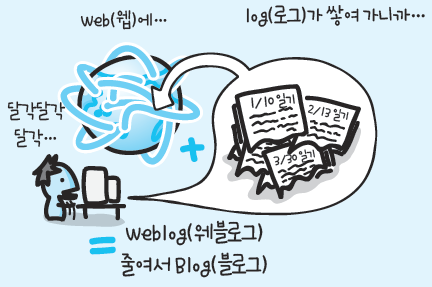 web(웹)에…
log(로그)가 쌓여 가니까…
달각달각
달각…
1/10 일기
2/13 일기
3/30 일기
+
=
Weblog(웨블로그)
줄여서 Blog(블로그)